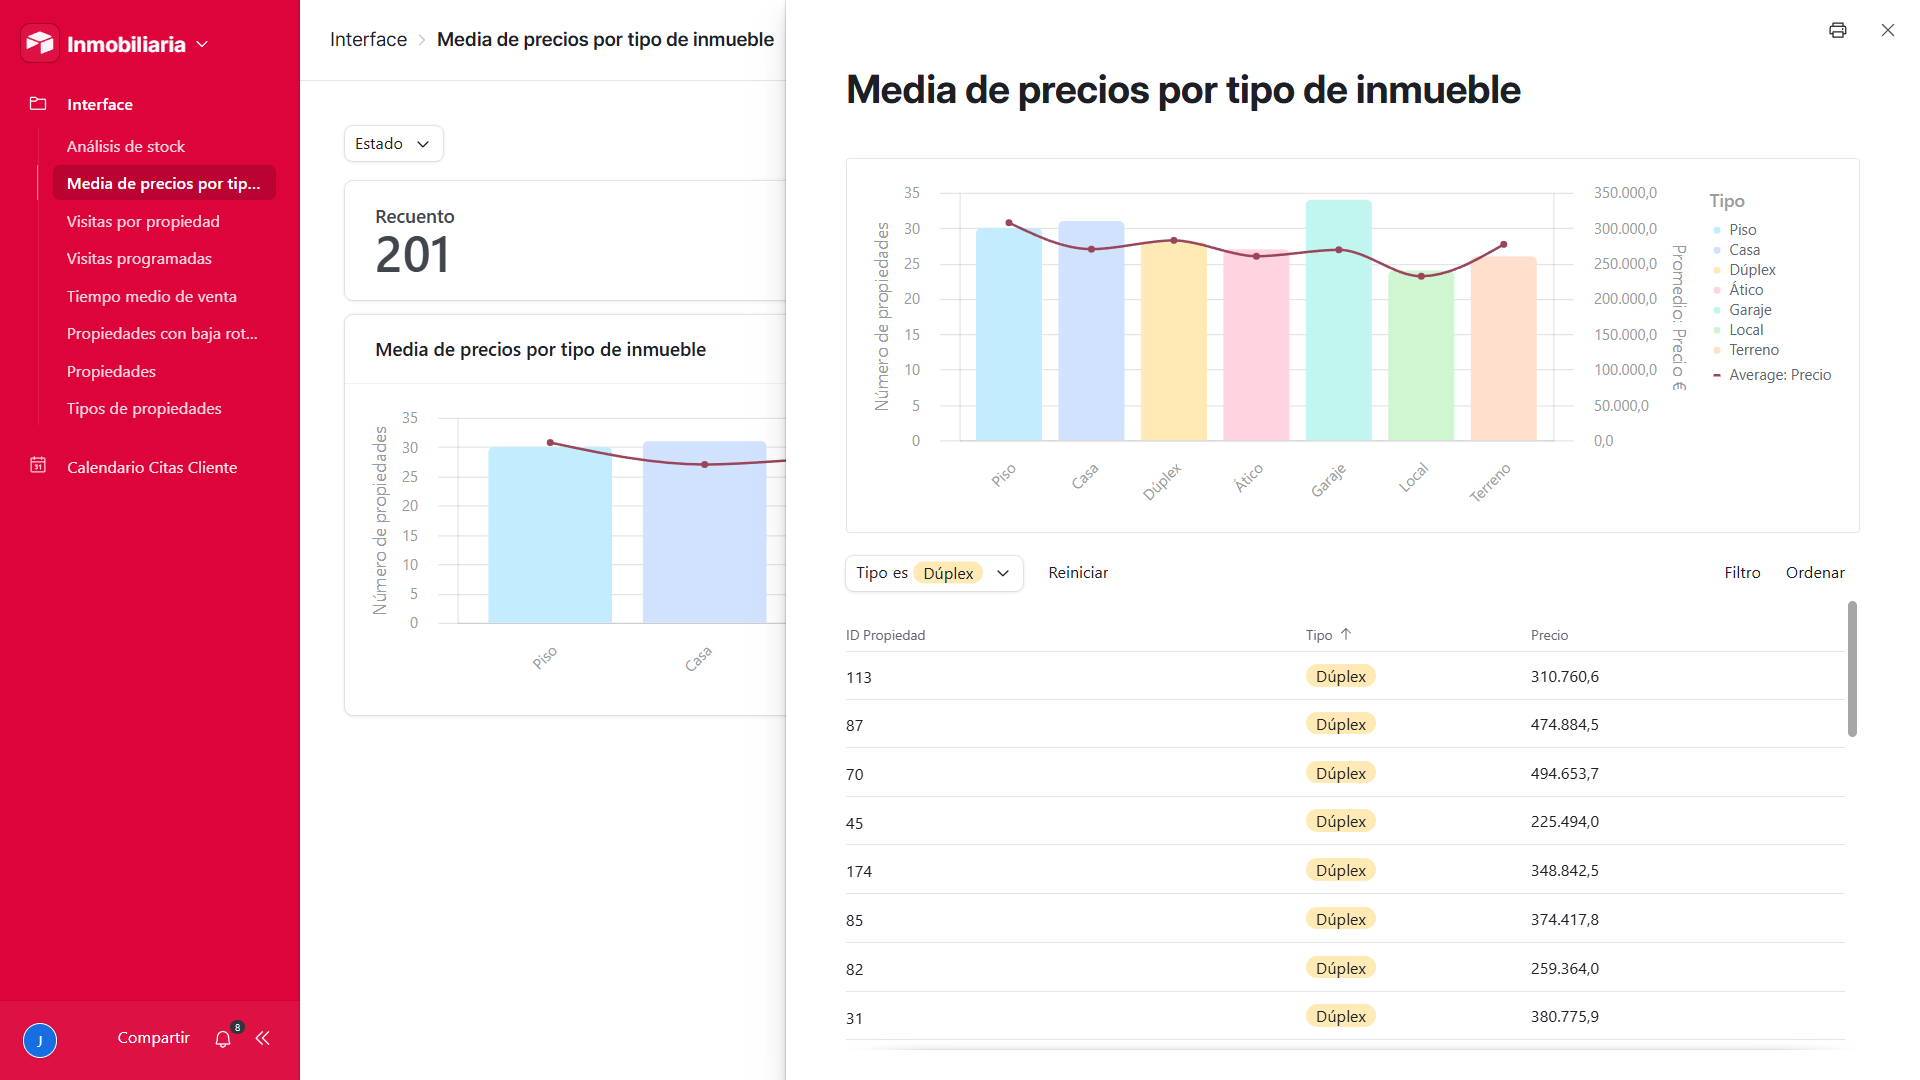 Inmobiliaria
Interface
Análisis de stock
Media de precios por tip...
Visitas por propiedad
Visitas programadas
Tiempo medio de venta
Propiedades con baja rot...
Propiedades
Tipos de propiedades
31
Calendario Citas Cliente
J
Compartir
8
Interface > Media de precios por tipo de inmueble
Estado
Recuento
201
Media de precios por tipo de inmueble
Número de propiedades
35
30
25
20
15
10
5
0
Piso
Casa
Media de precios por tipo de inmueble
Número de propiedades
35
30
25
20
15
10
5
0
Piso
Casa
Dúplex
Ático
Garaje
Local
Terreno
350.000,0
300.000,0
250.000,0
200.000,0
150.000,0
100.000,0
50.000,0
0,0
Promedio: Precio €
Tipo
Piso
Casa
Dúplex
Ático
Garaje
Local
Terreno
Average: Precio
Tipo es Dúplex
Reiniciar
Filtro
Ordenar
ID Propiedad Tipo Precio
113 Dúplex 310.760,6
87 Dúplex 474.884,5
70 Dúplex 494.653,7
45 Dúplex 225.494,0
174 Dúplex 348.842,5
85 Dúplex 374.417,8
82 Dúplex 259.364,0
31 Dúplex 380.775,9